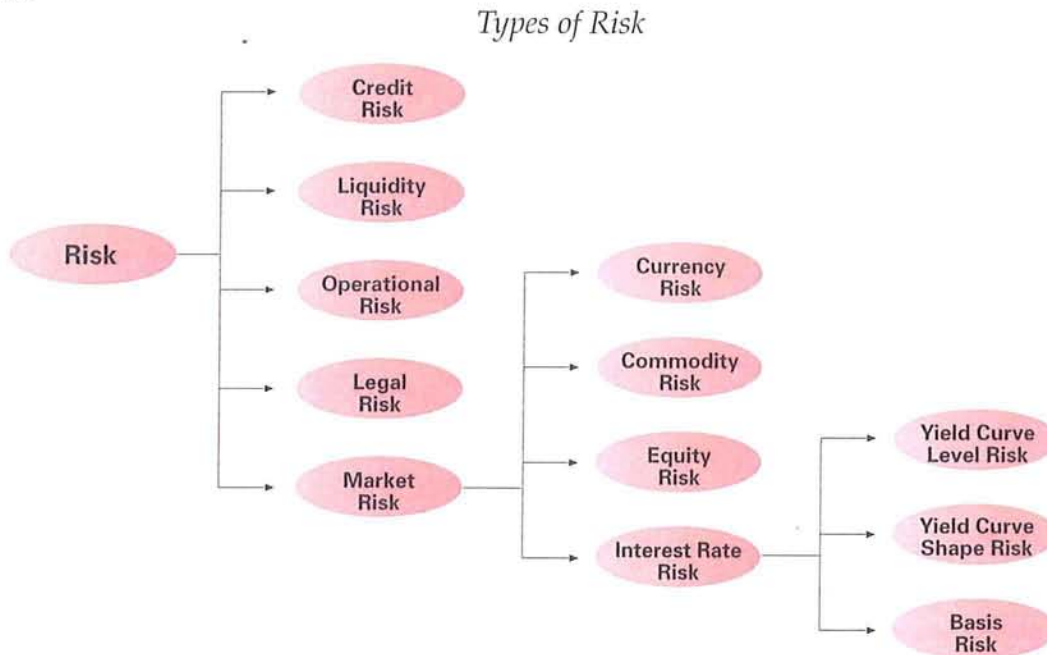 Types of Risk
Credit
Risk
Liquidity
Risk
Risk
Operational
Risk
Legal
Risk
Market
Risk
Currency
Risk
Commodity
Risk
Equity
Risk
Interest Rate
Risk
Yield Curve
Level Risk
Yield Curve
Shape Risk
Basis
Risk